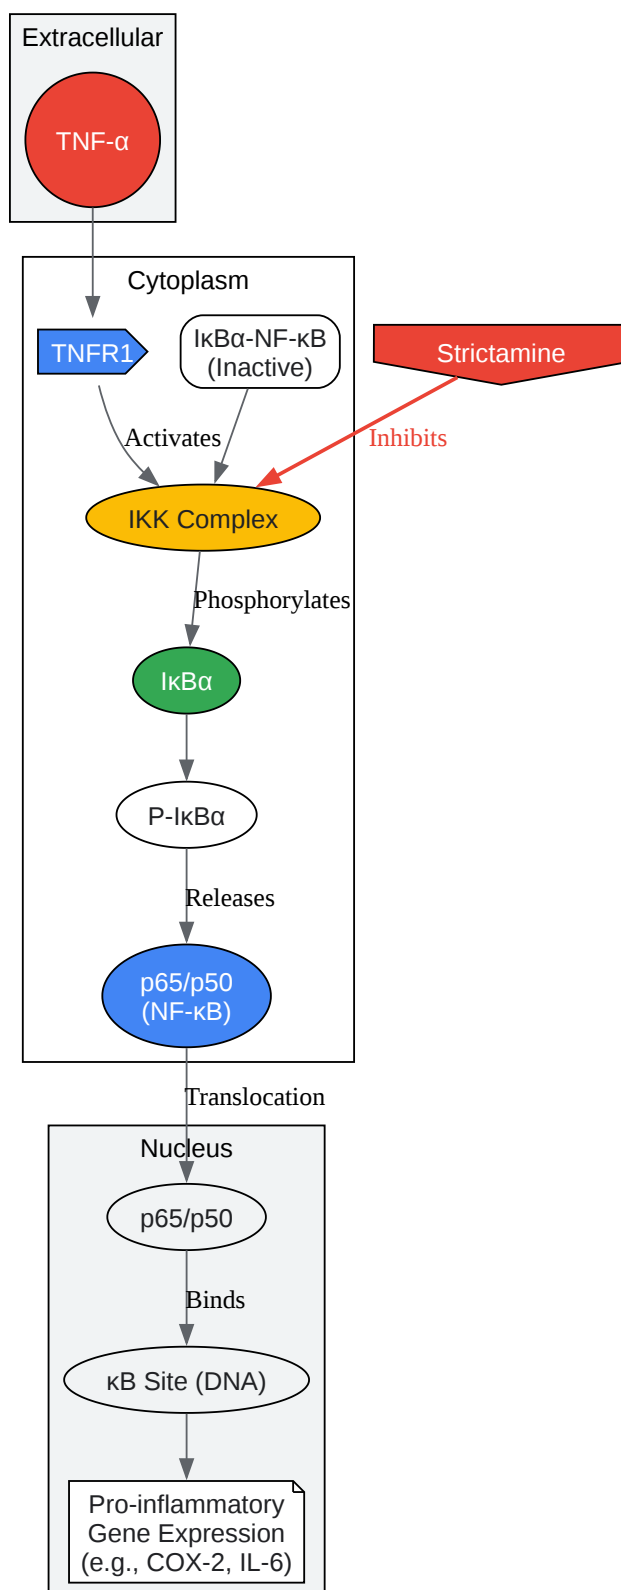 Extracellular
TNF-α
Cytoplasm
TNFR1
IκBα-NF-κB
(Inactive)
Strictamine
Activates
Inhibits
IKK Complex
Phosphorylates
IκBα
P-IκBα
Releases
p65/p50
(NF-κB)
Translocation
Nucleus
p65/p50
Binds
κB Site (DNA)
Pro-inflammatory
Gene Expression
(e.g., COX-2, IL-6)